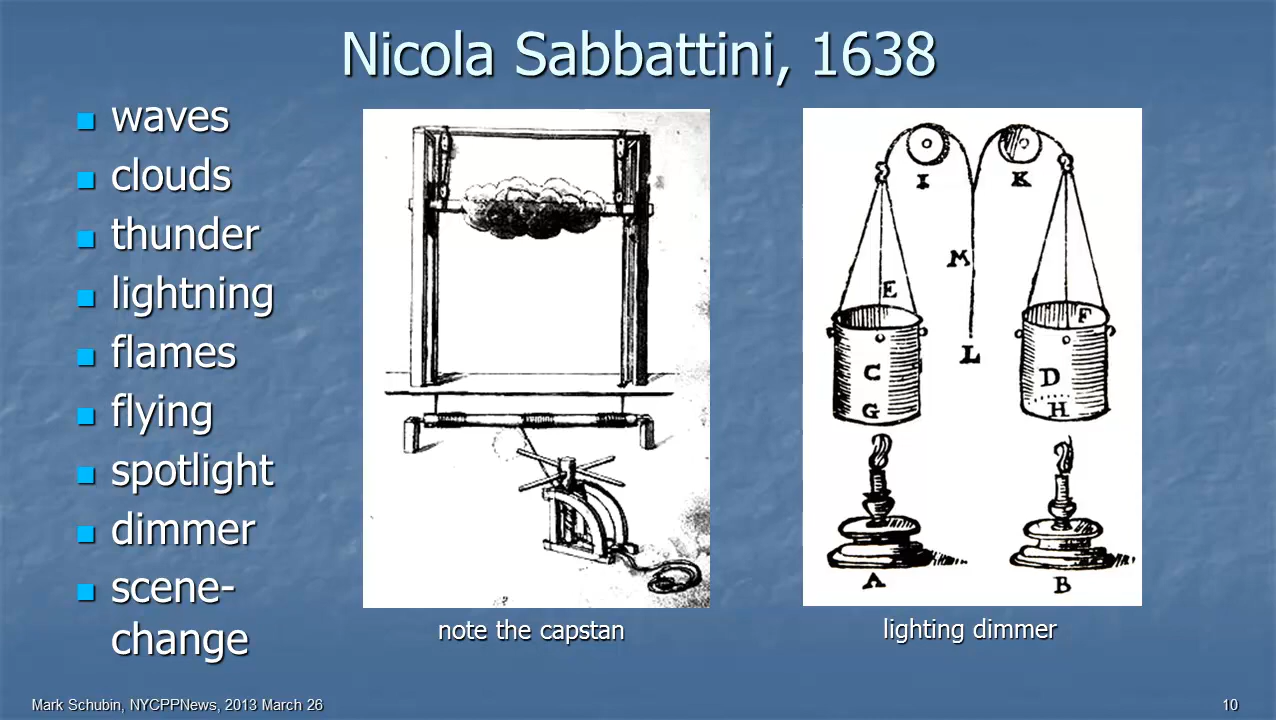 Nicola Sabbattini, 1638
waves
clouds
thunder
lightning
flames
flying
spotlight
dimmer
scene-
change
I
K
M
E
F
L
C
D
G
H
A
B
note the capstan
lighting dimmer
Mark Schubin, NYCPPNews, 2013 March 26
10